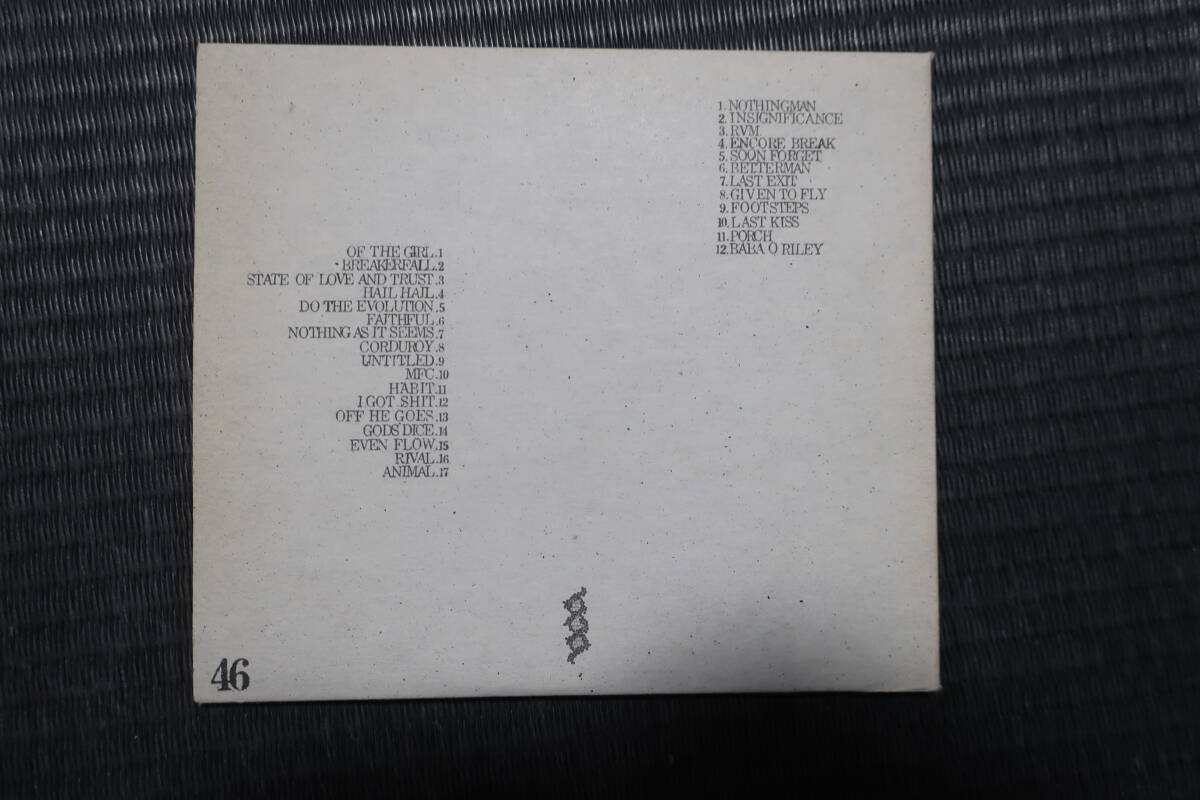 OF THE GIRL.1
BREAKERFALL.2
STATE OF LOVE AND TRUST.3
HAIL HAIL.4
DO THE EVOLUTION.5
FAITHFUL.6
NOTHING AS IT SEEMS.7
CORDUROY.8
UNTITLED.9
MFC.10
HABIT.11
I GOT SHIT.12
OFF HE GOES.13
GODS' DICE.14
EVEN FLOW.15
RIVAL.16
ANIMAL.17
1. NOTHINGMAN
2. INSIGNIFICANCE
3. RVM
4. ENCORE BREAK
5. SOON FORGET
6. BETTERMAN
7. LAST EXIT
8. GIVEN TO FLY
9. FOOTSTEPS
10. LAST KISS
11. PORCH
12. BABA O RILEY
46